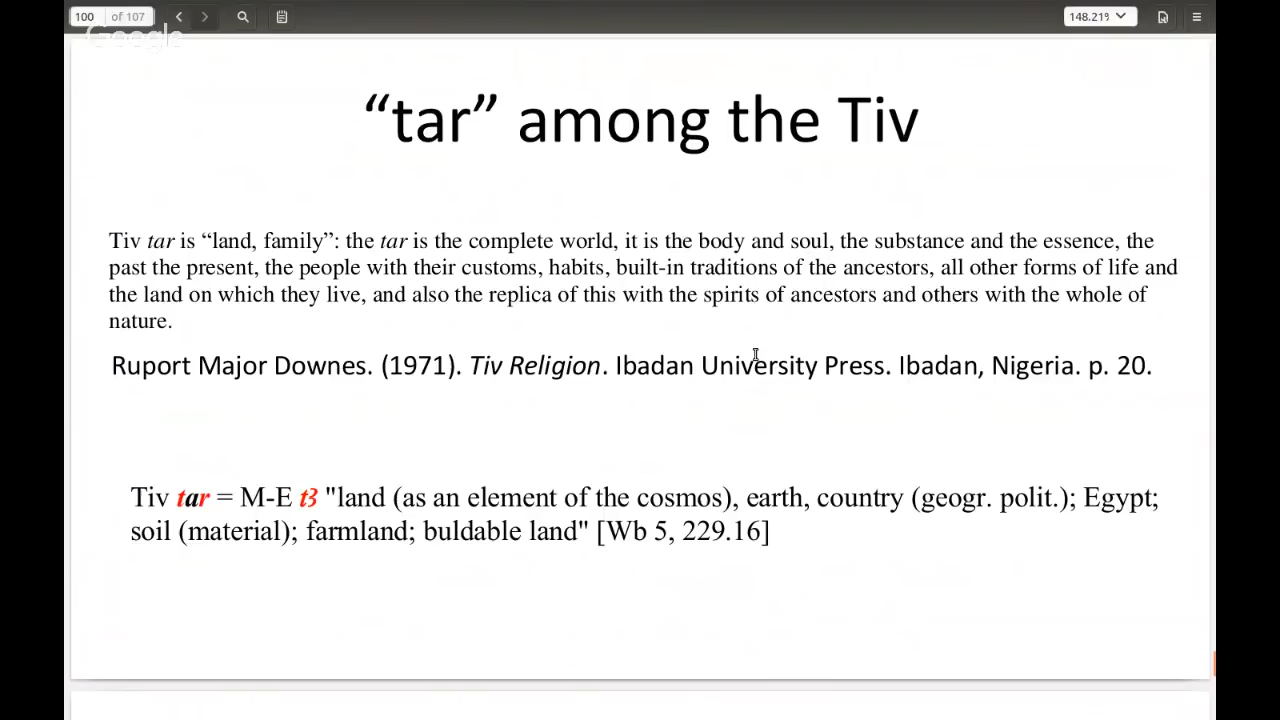 100 of 107
148.21%
Google
“tar” among the Tiv
Tiv tar is “land, family”: the tar is the complete world, it is the body and soul, the substance and the essence, the
past the present, the people with their customs, habits, built-in traditions of the ancestors, all other forms of life and
the land on which they live, and also the replica of this with the spirits of ancestors and others with the whole of
nature.
Ruport Major Downes. (1971). Tiv Religion. Ibadan University Press. Ibadan, Nigeria. p. 20.
Tiv tar = M-E tꜣ "land (as an element of the cosmos), earth, country (geogr. polit.); Egypt;
soil (material); farmland; buldable land" [Wb 5, 229.16]